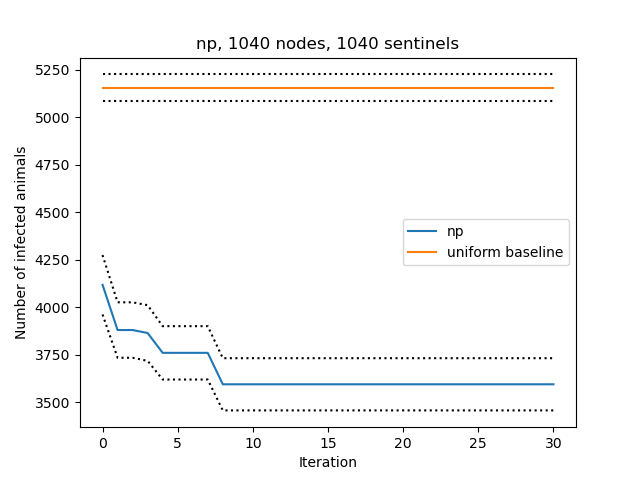 np, 1040 nodes, 1040 sentinels
Number of infected animals
5250
5000
4750
4500
4250
4000
3750
3500
np
uniform baseline
0 5 10 15 20 25 30
Iteration